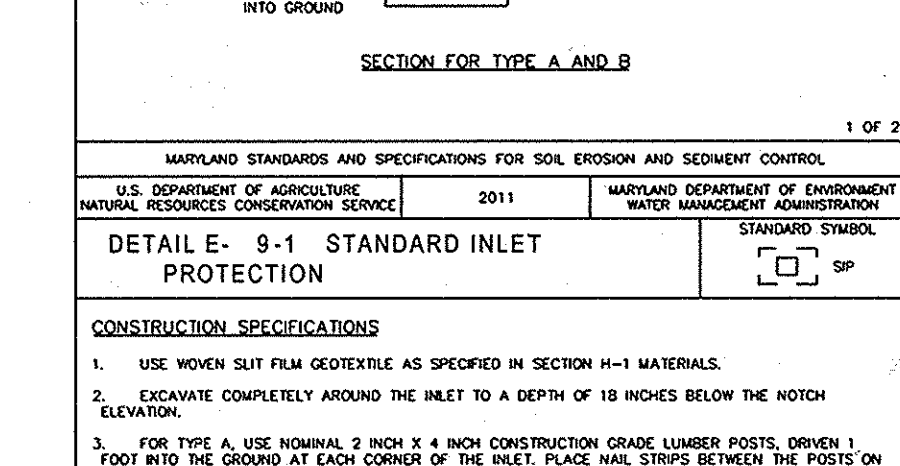 INTO GROUND
SECTION FOR TYPE A AND B
1 OF 2
MARYLAND STANDARDS AND SPECIFICATIONS FOR SOIL EROSION AND SEDIMENT CONTROL
U.S. DEPARTMENT OF AGRICULTURE
NATURAL RESOURCES CONSERVATION SERVICE
2011
MARYLAND DEPARTMENT OF ENVIRONMENT
WATER MANAGEMENT ADMINISTRATION
DETAIL E- 9-1 STANDARD INLET
PROTECTION
STANDARD SYMBOL
SIP
CONSTRUCTION SPECIFICATIONS
1. USE WOVEN SLIT FILM GEOTEXTILE AS SPECIFIED IN SECTION H-1 MATERIALS.
2. EXCAVATE COMPLETELY AROUND THE INLET TO A DEPTH OF 18 INCHES BELOW THE NOTCH
ELEVATION.
3. FOR TYPE A, USE NOMINAL 2 INCH X 4 INCH CONSTRUCTION GRADE LUMBER POSTS, DRIVEN 1
FOOT INTO THE GROUND AT EACH CORNER OF THE INLET. PLACE NAIL STRIPS BETWEEN THE POSTS ON